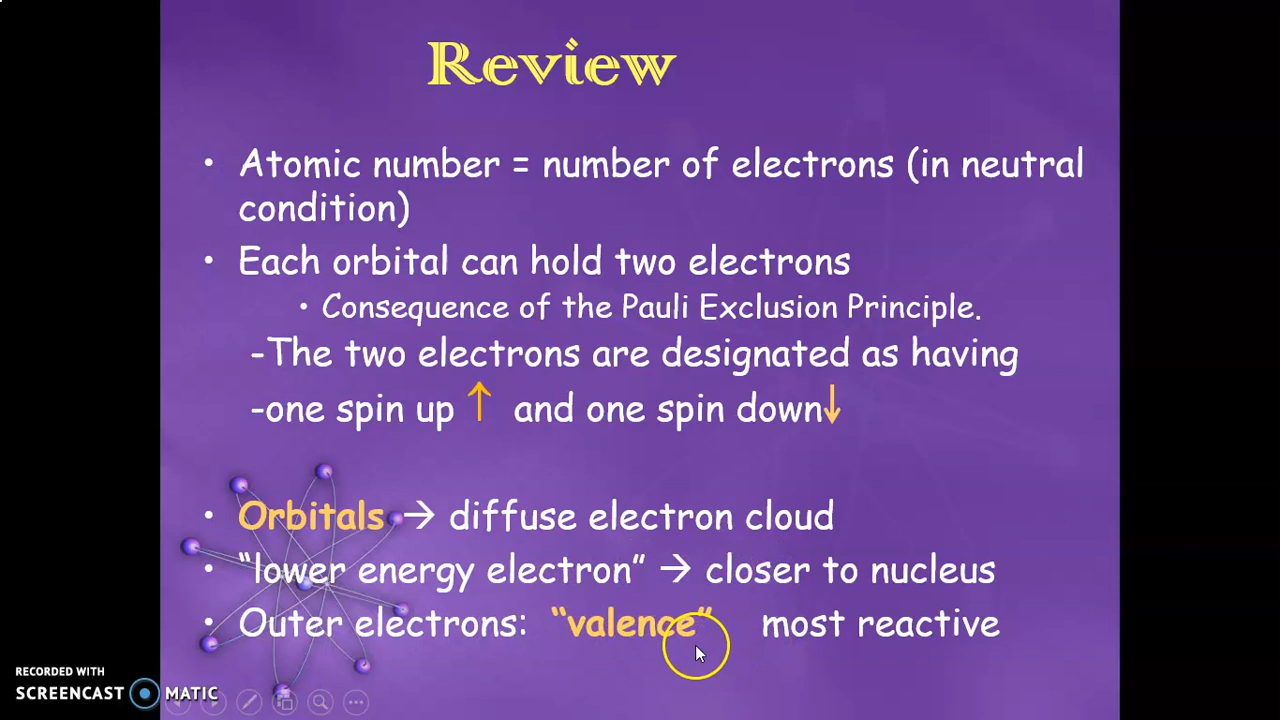 Review
• Atomic number = number of electrons (in neutral
condition)
• Each orbital can hold two electrons
• Consequence of the Pauli Exclusion Principle.
-The two electrons are designated as having
-one spin up ↑ and one spin down↓
• Orbitals → diffuse electron cloud
• “lower energy electron” → closer to nucleus
• Outer electrons: “valence” most reactive
RECORDED WITH
SCREENCAST MATIC